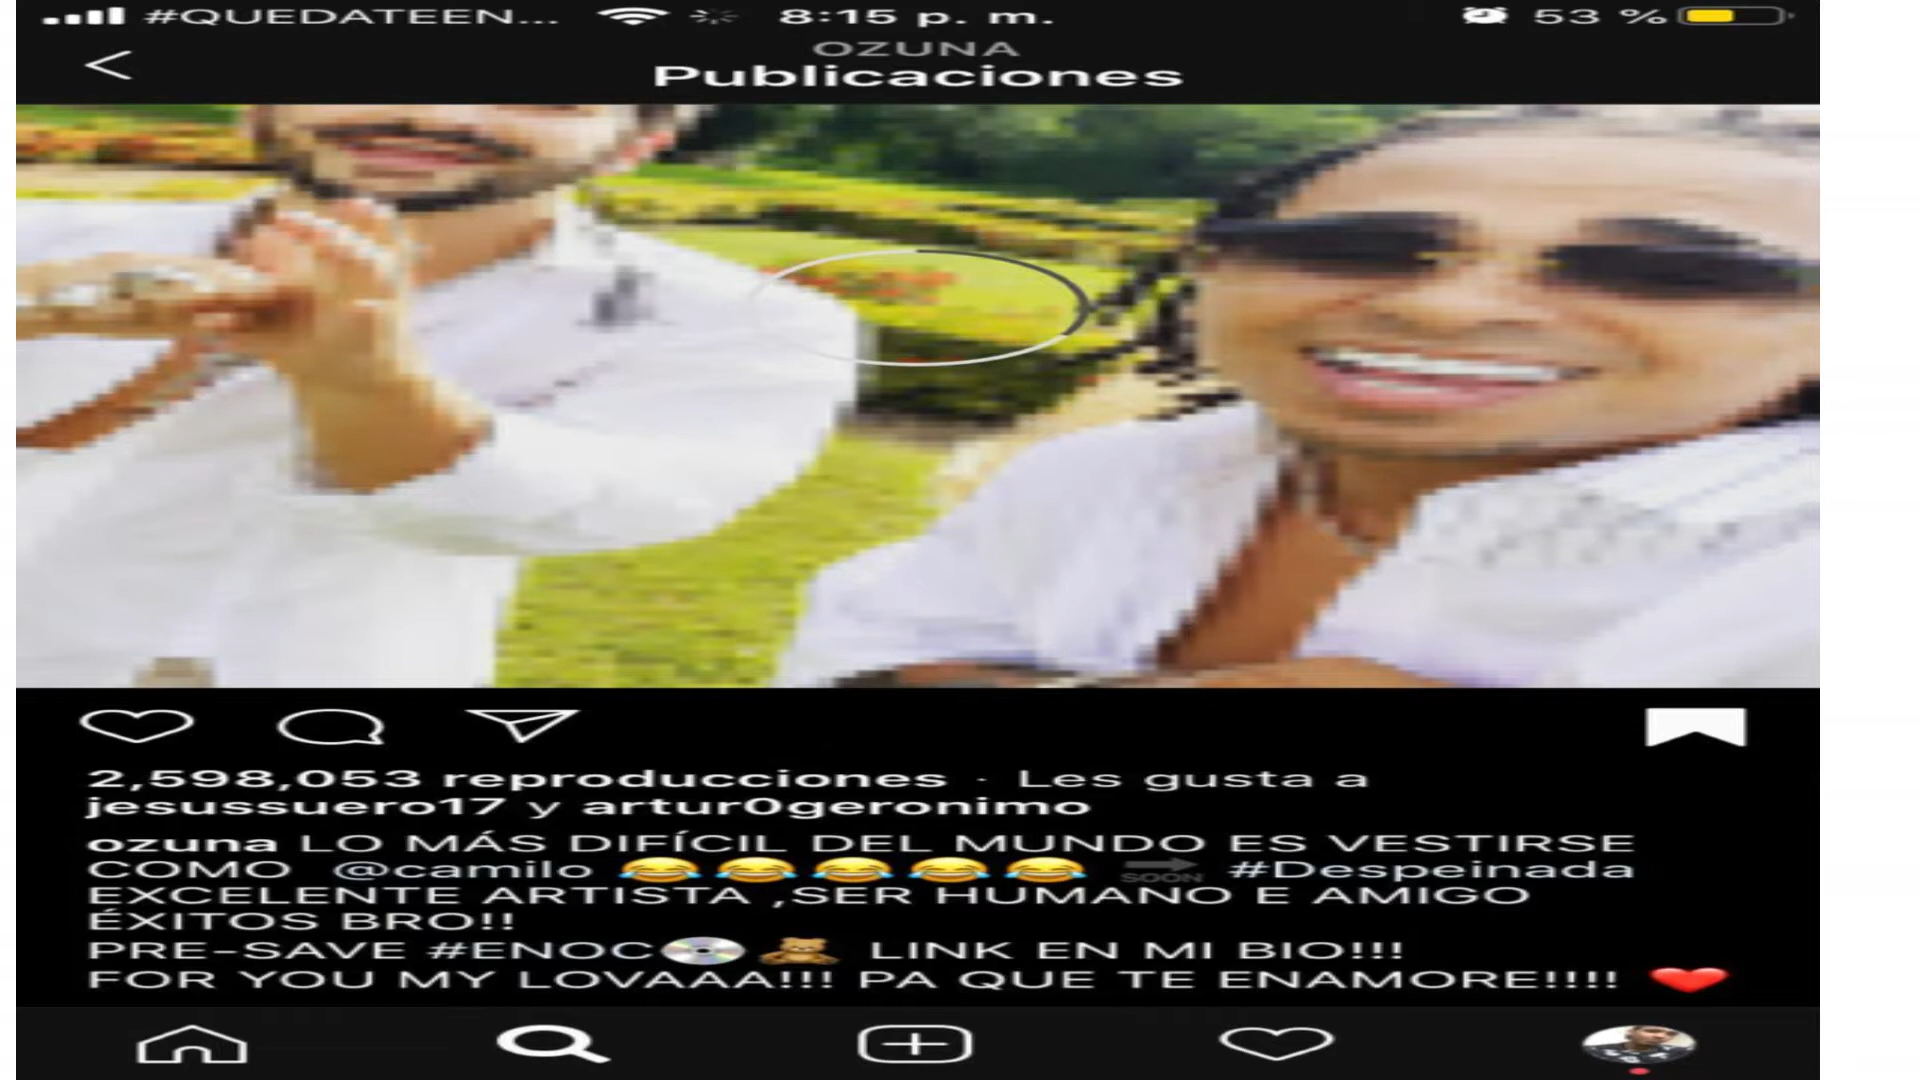 #QUEDATEEN... 8:15 p. m. 53 %
OZUNA
Publicaciones
2,598,053 reproducciones · Les gusta a
jesussuero17 y artur0geronimo
ozuna LO MÁS DIFÍCIL DEL MUNDO ES VESTIRSE
COMO @camilo 😂😂😂😂😂 🔜 #Despeinada
EXCELENTE ARTISTA ,SER HUMANO E AMIGO
ÉXITOS BRO!!
PRE-SAVE #ENOC💿🧸 LINK EN MI BIO!!!
FOR YOU MY LOVAAA!!! PA QUE TE ENAMORE!!!! ❤️